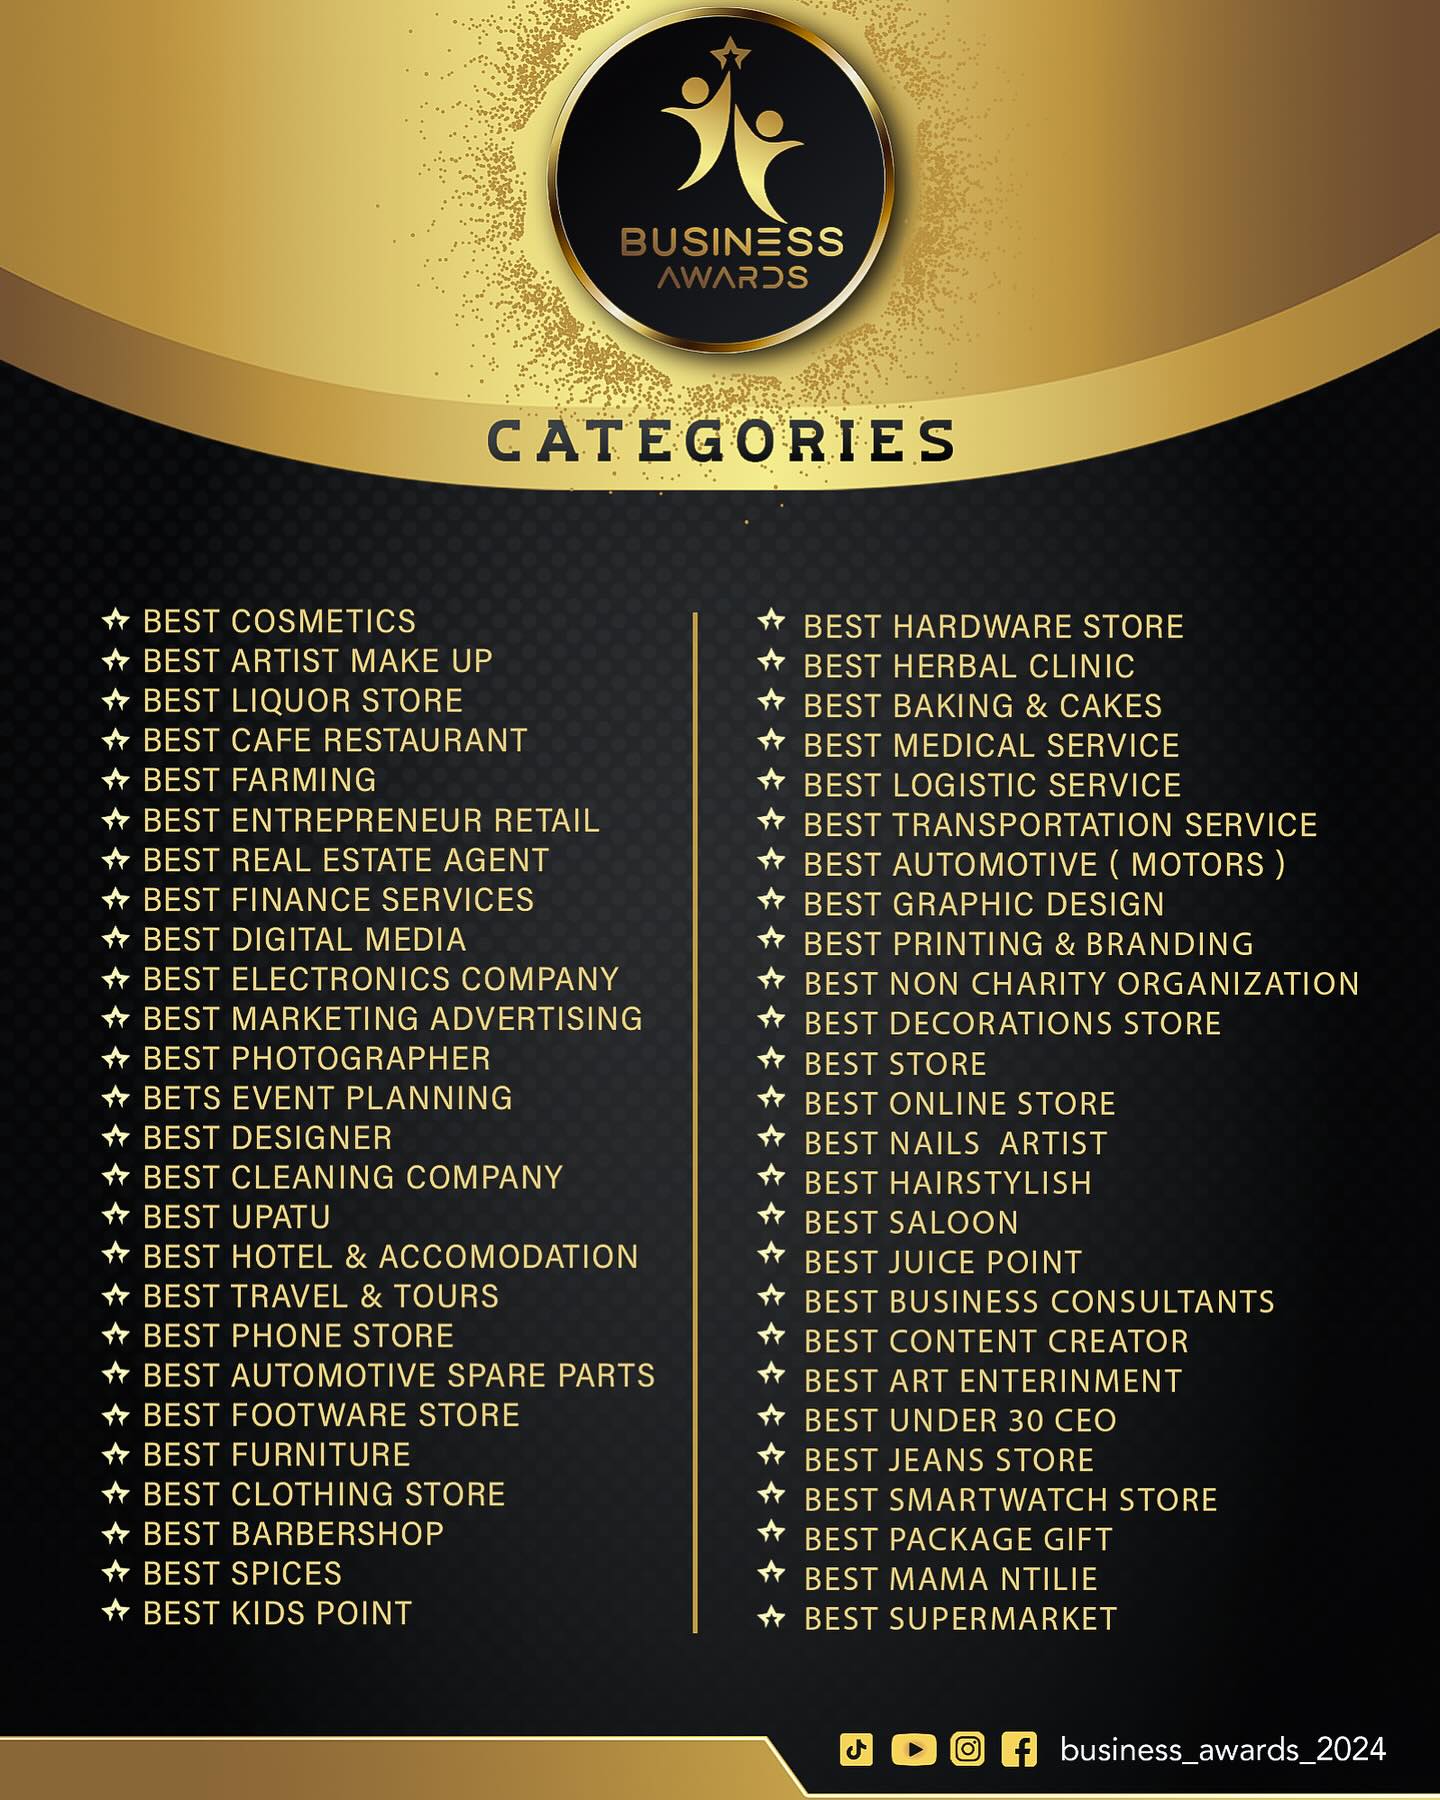 BUSINESS
AWARDS
CATEGORIES
BEST COSMETICS
BEST ARTIST MAKE UP
BEST LIQUOR STORE
BEST CAFE RESTAURANT
BEST FARMING
BEST ENTREPRENEUR RETAIL
BEST REAL ESTATE AGENT
BEST FINANCE SERVICES
BEST DIGITAL MEDIA
BEST ELECTRONICS COMPANY
BEST MARKETING ADVERTISING
BEST PHOTOGRAPHER
BETS EVENT PLANNING
BEST DESIGNER
BEST CLEANING COMPANY
BEST UPATU
BEST HOTEL & ACCOMODATION
BEST TRAVEL & TOURS
BEST PHONE STORE
BEST AUTOMOTIVE SPARE PARTS
BEST FOOTWARE STORE
BEST FURNITURE
BEST CLOTHING STORE
BEST BARBERSHOP
BEST SPICES
BEST KIDS POINT
BEST HARDWARE STORE
BEST HERBAL CLINIC
BEST BAKING & CAKES
BEST MEDICAL SERVICE
BEST LOGISTIC SERVICE
BEST TRANSPORTATION SERVICE
BEST AUTOMOTIVE ( MOTORS )
BEST GRAPHIC DESIGN
BEST PRINTING & BRANDING
BEST NON CHARITY ORGANIZATION
BEST DECORATIONS STORE
BEST STORE
BEST ONLINE STORE
BEST NAILS  ARTIST
BEST HAIRSTYLISH
BEST SALOON
BEST JUICE POINT
BEST BUSINESS CONSULTANTS
BEST CONTENT CREATOR
BEST ART ENTERINMENT
BEST UNDER 30 CEO
BEST JEANS STORE
BEST SMARTWATCH STORE
BEST PACKAGE GIFT
BEST MAMA NTILIE
BEST SUPERMARKET
business_awards_2024